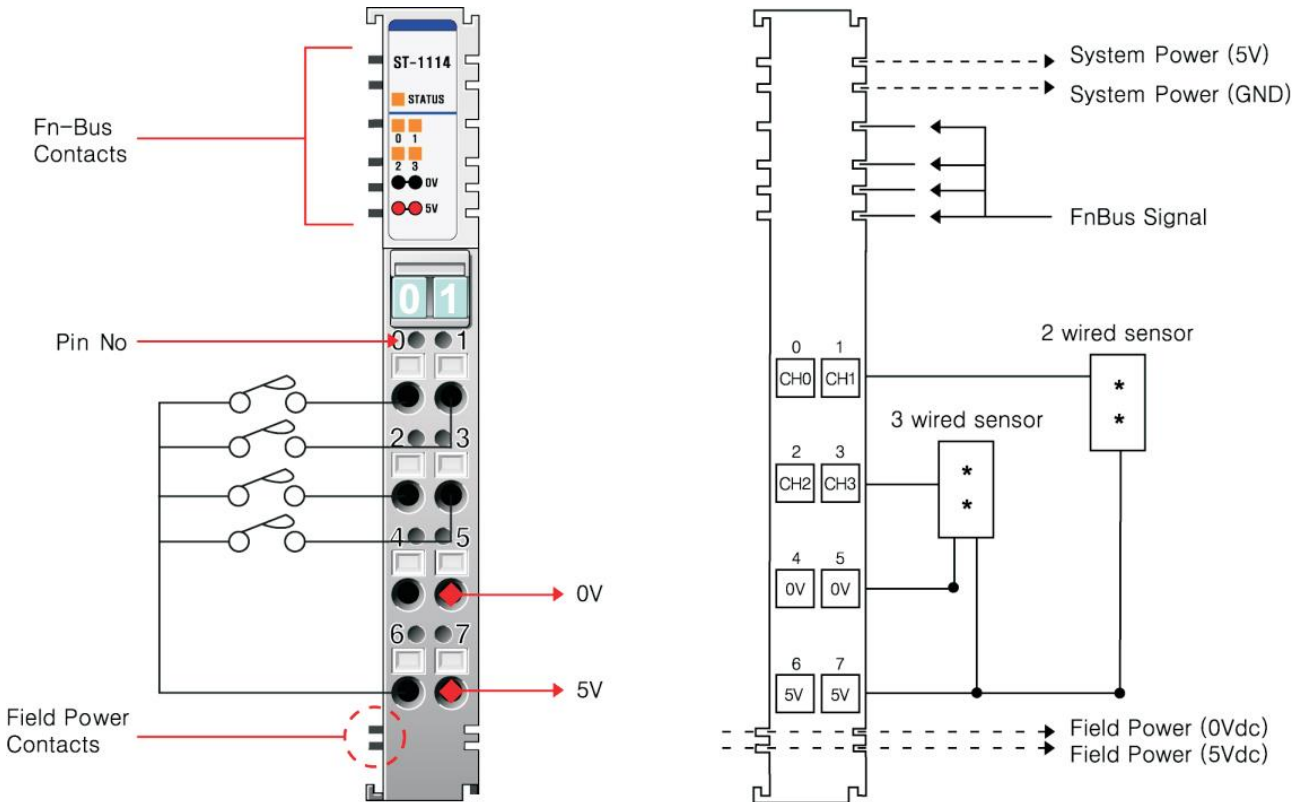 ST-1114
STATUS
0 1
2 3
0V
5V
Fn-Bus
Contacts
01
Pin No
0 1
2 3
4 5
0V
6 7
5V
Field Power
Contacts
System Power (5V)
System Power (GND)
FnBus Signal
2 wired sensor
0 1
CH0 CH1
*
*
3 wired sensor
2 3
CH2 CH3
*
*
4 5
0V 0V
6 7
5V 5V
Field Power (0Vdc)
Field Power (5Vdc)